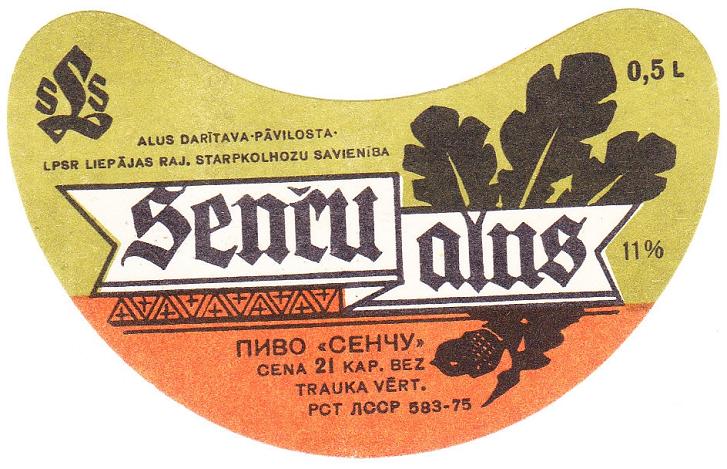 SLS
0,5 L
ALUS DARĪTAVA·PĀVILOSTA·
LPSR LIEPĀJAS RAJ. STARPKOLHOZU SAVIENĪBA
Senču alus
11%
ПИВО «СЕНЧУ»
CENA 21 KAP. BEZ
TRAUKA VĒRT.
РСТ ЛССР 583-75